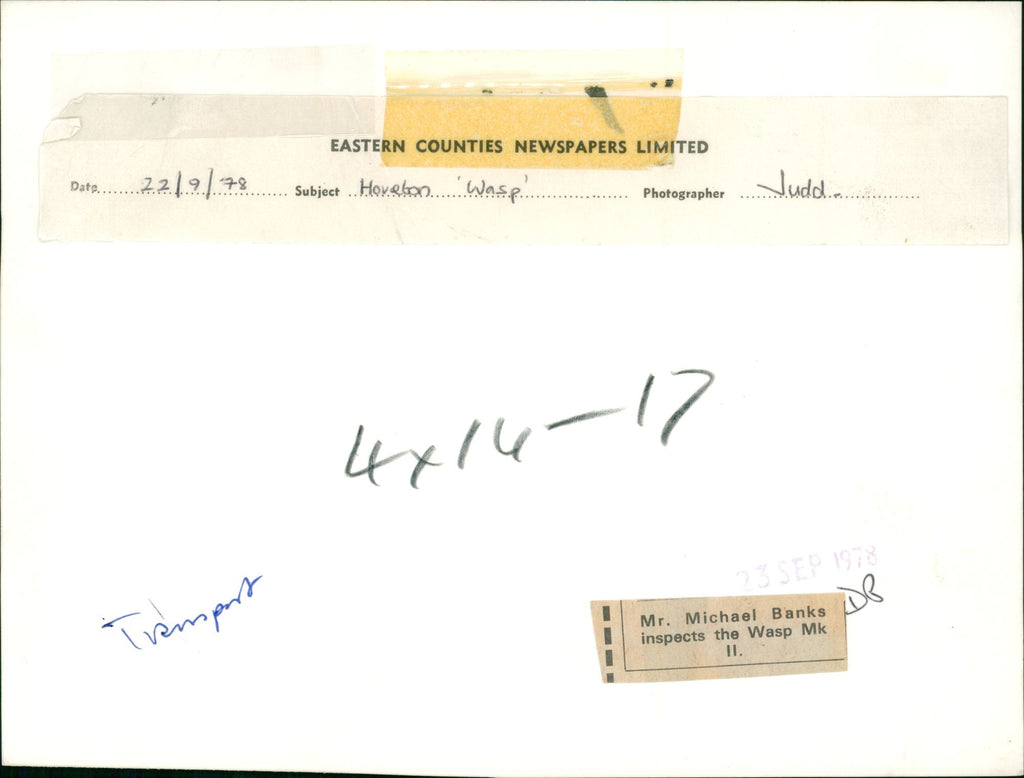 EASTERN COUNTIES NEWSPAPERS LIMITED
Date 22/9/78 Subject Hoveton 'Wasp' Photographer Judd.
4x14-17
Transport
23 SEP 1978
DB
Mr. Michael Banks
inspects the Wasp Mk
II.